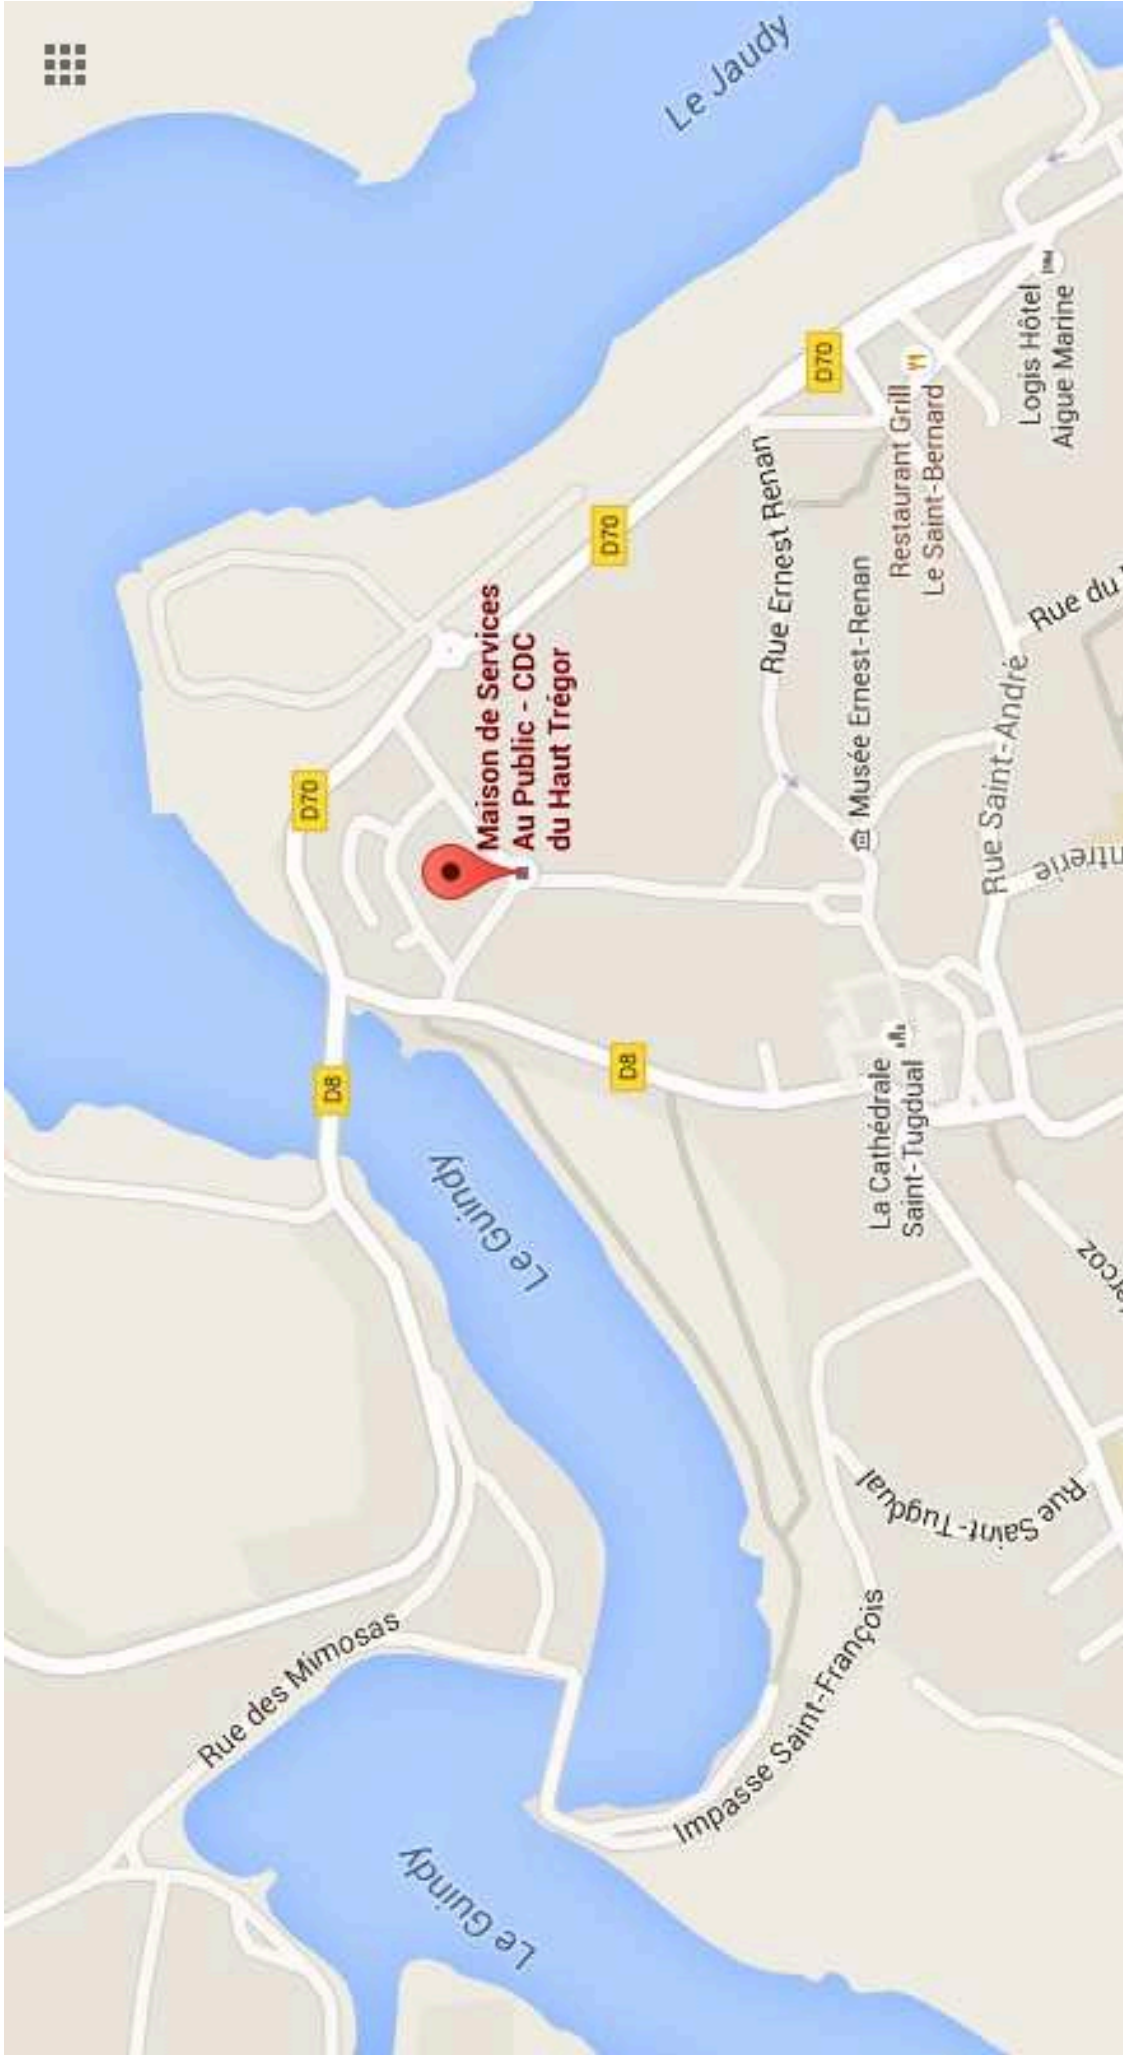 Le Jaudy
D70
D70
D70
Maison de Services
Au Public - CDC
du Haut Trégor
Rue Ernest Renan
Musée Ernest-Renan
Restaurant Grill
Le Saint-Bernard
Logis Hôtel
Aigue Marine
Rue Saint-André
Rue du
D8
D8
Le Guindy
La Cathédrale
Saint-Tugdual
Rue Saint-Tugdual
Impasse Saint-François
Rue des Mimosas
Le Guindy